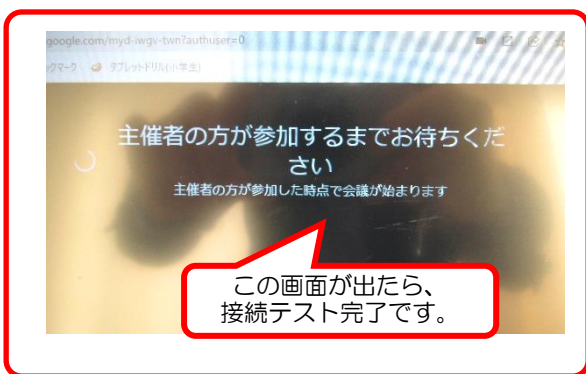 google.com/myd-iwgv-twn?authuser=0
ックマーク タブレットドリル(小学生)
主催者の方が参加するまでお待ちくだ
さい
主催者の方が参加した時点で会議が始まります
この画面が出たら、
接続テスト完了です。